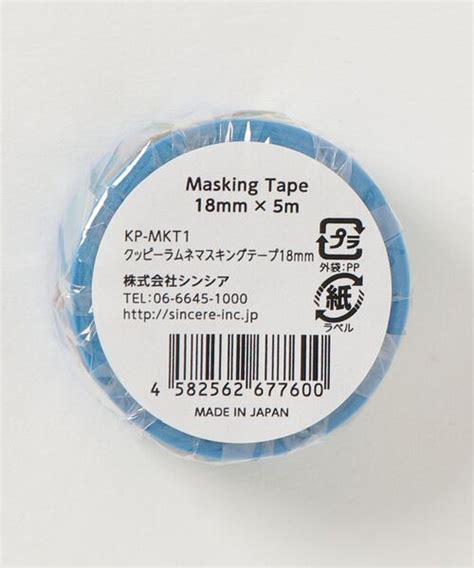 Masking Tape
18mm × 5m
KP-MKT1
クッピーラムネマスキングテープ18mm
株式会社シンシア
TEL:06-6645-1000
http://sincere-inc.jp
プラ
外袋:PP
紙
ラベル
4 582562 677600
MADE IN JAPAN